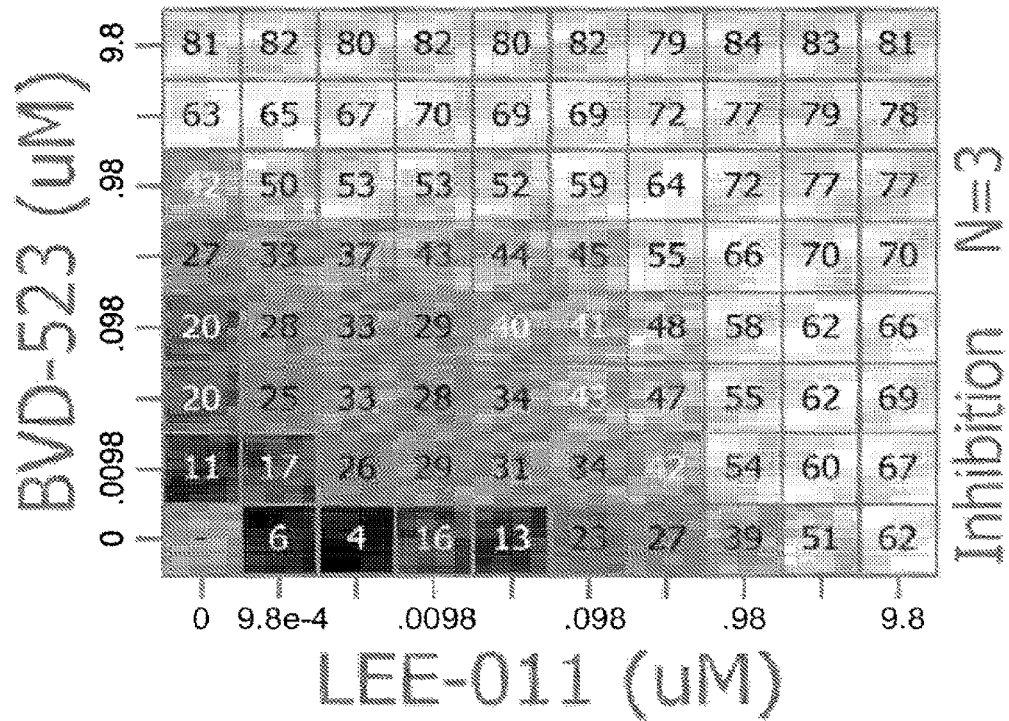 BVD-523 (uM)
9.8 81 82 80 82 80 82 79 84 83 81
63 65 67 70 69 69 72 77 79 78
.98 42 50 53 53 52 59 64 72 77 77
27 33 37 43 44 45 55 66 70 70
.098 20 28 33 29 40 41 48 58 62 66
20 25 33 28 34 43 47 55 62 69
.0098 11 17 26 29 31 34 42 54 60 67
0 - 6 4 16 13 23 27 39 51 62
0 9.8e-4 .0098 .098 .98 9.8
LEE-011 (uM)
Inhibition N=3